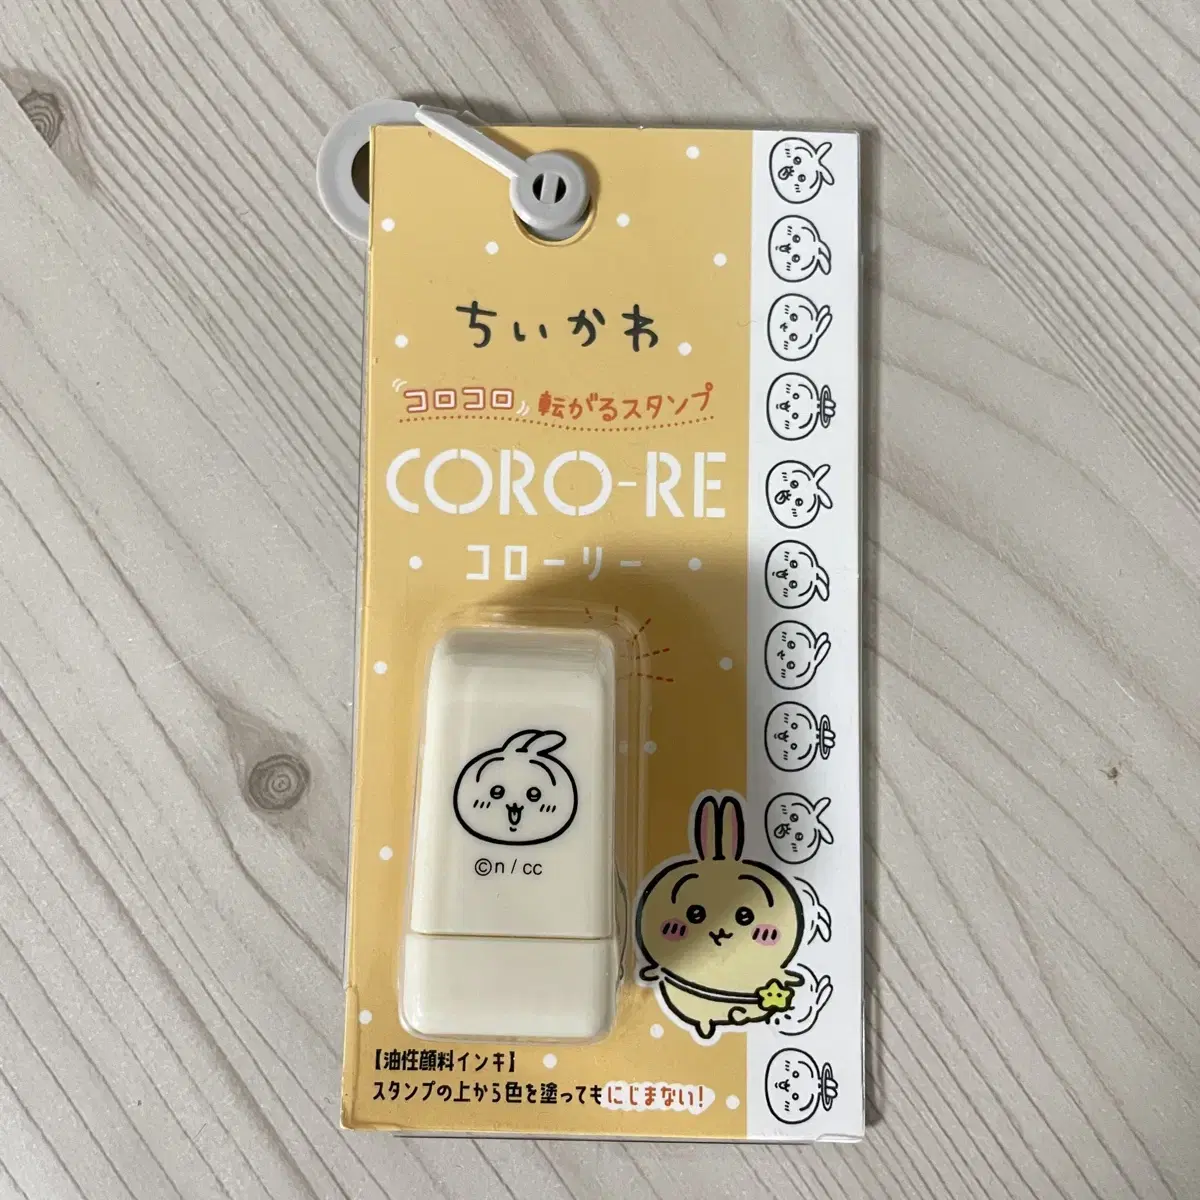 ちいかわ
コロコロ 転がるスタンプ
CORO-RE
コローリー
©n / cc
【油性顔料インキ】
スタンプの上から色を塗ってもにじまない!